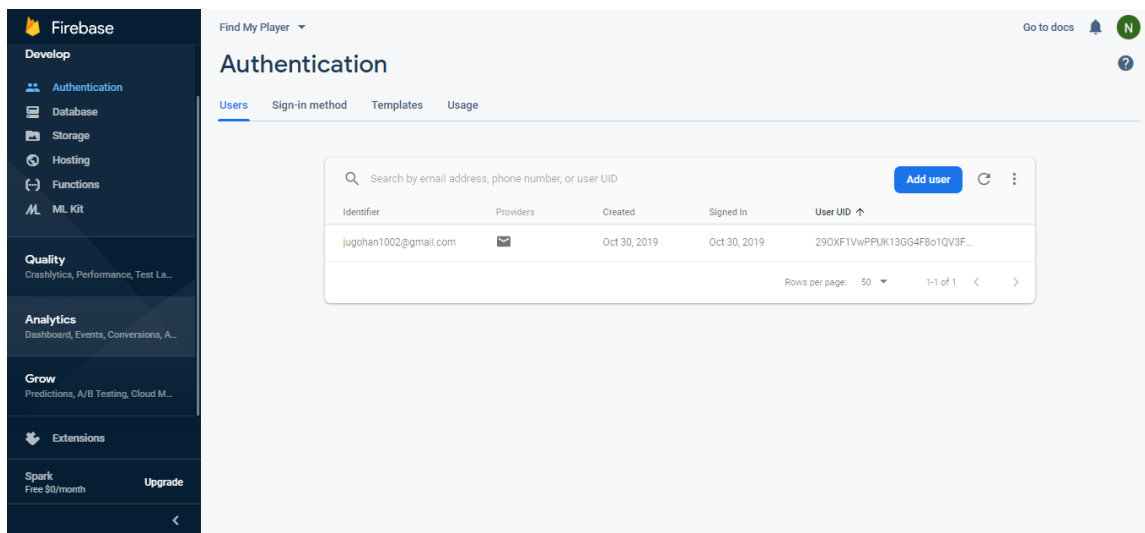 Firebase
Develop
Authentication
Database
Storage
Hosting
Functions
ML Kit
Quality
Crashlytics, Performance, Test La...
Analytics
Dashboard, Events, Conversions, A...
Grow
Predictions, A/B Testing, Cloud M...
Extensions
Spark
Free $0/month
Upgrade
Find My Player
Go to docs
N
Authentication
?
Users Sign-in method Templates Usage
Search by email address, phone number, or user UID
Add user
Identifier Providers Created Signed In User UID
jugohan1002@gmail.com Oct 30, 2019 Oct 30, 2019 29OXF1VwPPUK13GG4F8o1QV3F...
Rows per page: 50 1-1 of 1